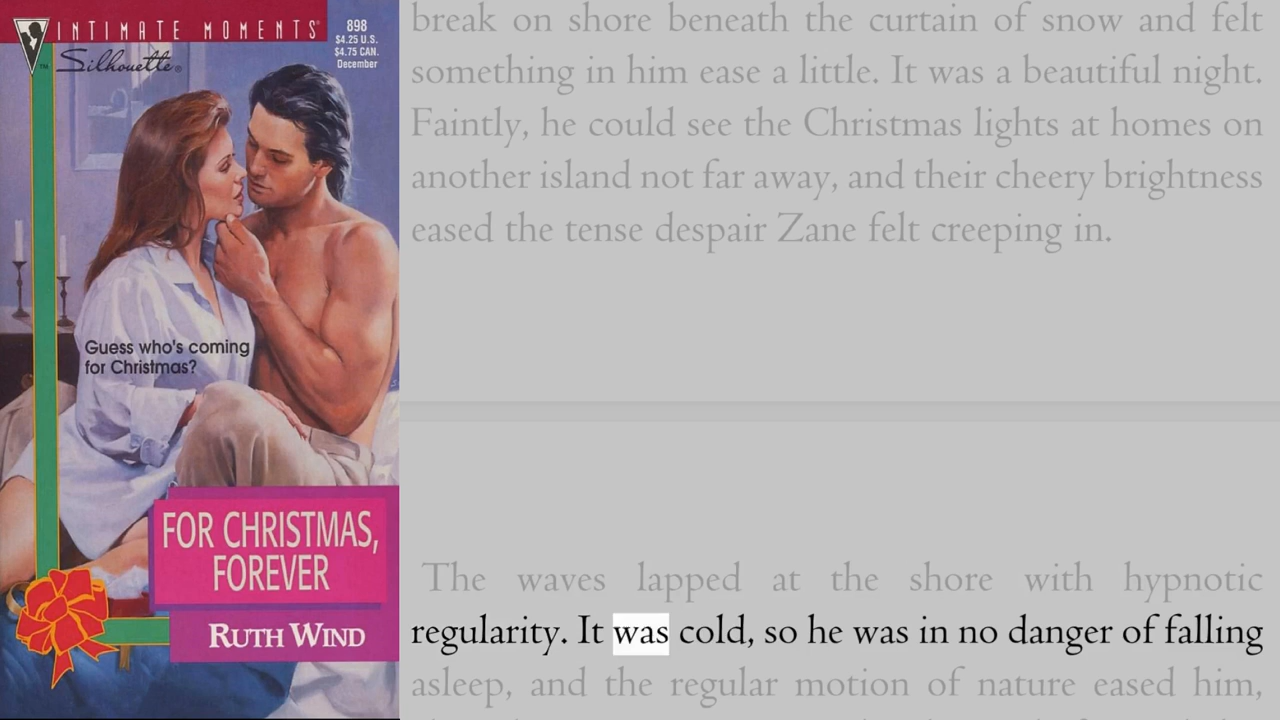 INTIMATE MOMENTS®
Silhouette®
™
898
$4.25 U.S.
$4.75 CAN.
December
Guess who's coming
for Christmas?
FOR CHRISTMAS,
FOREVER
RUTH WIND
break on shore beneath the curtain of snow and felt
something in him ease a little. It was a beautiful night.
Faintly, he could see the Christmas lights at homes on
another island not far away, and their cheery brightness
eased the tense despair Zane felt creeping in.
The waves lapped at the shore with hypnotic
regularity. It was cold, so he was in no danger of falling
asleep, and the regular motion of nature eased him,